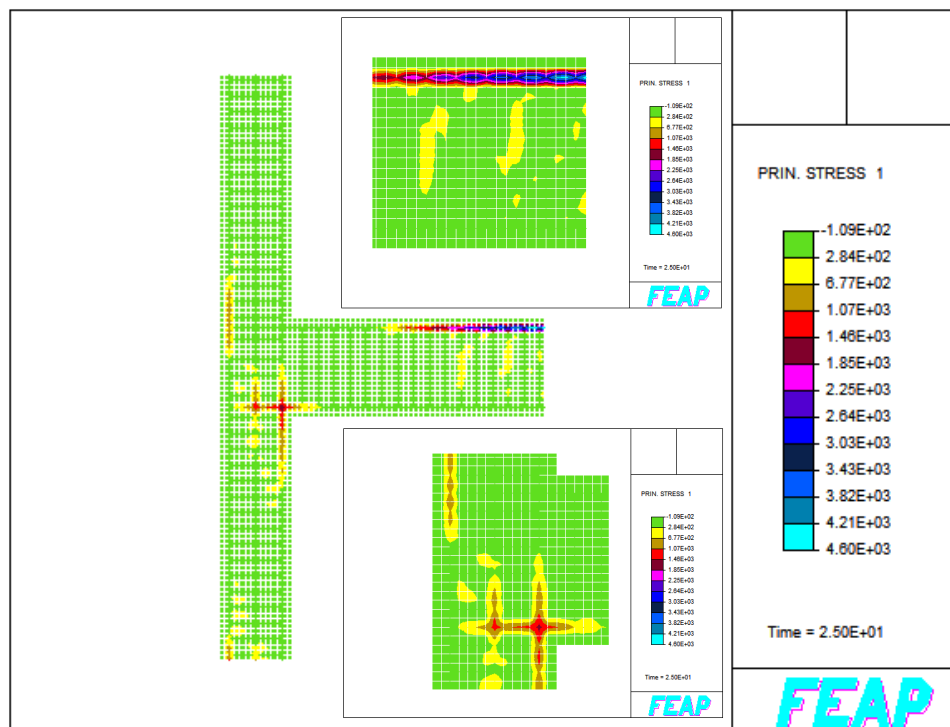 PRIN. STRESS 1
-1.09E+02
2.84E+02
6.77E+02
1.07E+03
1.46E+03
1.85E+03
2.25E+03
2.64E+03
3.03E+03
3.43E+03
3.82E+03
4.21E+03
4.60E+03
Time = 2.50E+01
FEAP
PRIN. STRESS 1
-1.09E+02
2.84E+02
6.77E+02
1.07E+03
1.46E+03
1.85E+03
2.25E+03
2.64E+03
3.03E+03
3.43E+03
3.82E+03
4.21E+03
4.60E+03
Time = 2.50E+01
FEAP
PRIN. STRESS 1
-1.09E+02
2.84E+02
6.77E+02
1.07E+03
1.46E+03
1.85E+03
2.25E+03
2.64E+03
3.03E+03
3.43E+03
3.82E+03
4.21E+03
4.60E+03
Time = 2.50E+01
FEAP